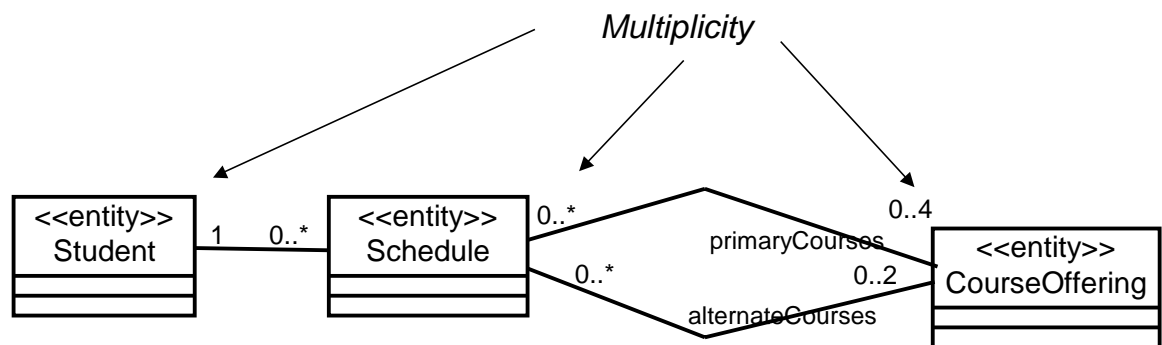 Multiplicity
<<entity>>
Student
1
0..*
<<entity>>
Schedule
0..*
0..4
primaryCourses
0..*
0..2
alternateCourses
<<entity>>
CourseOffering